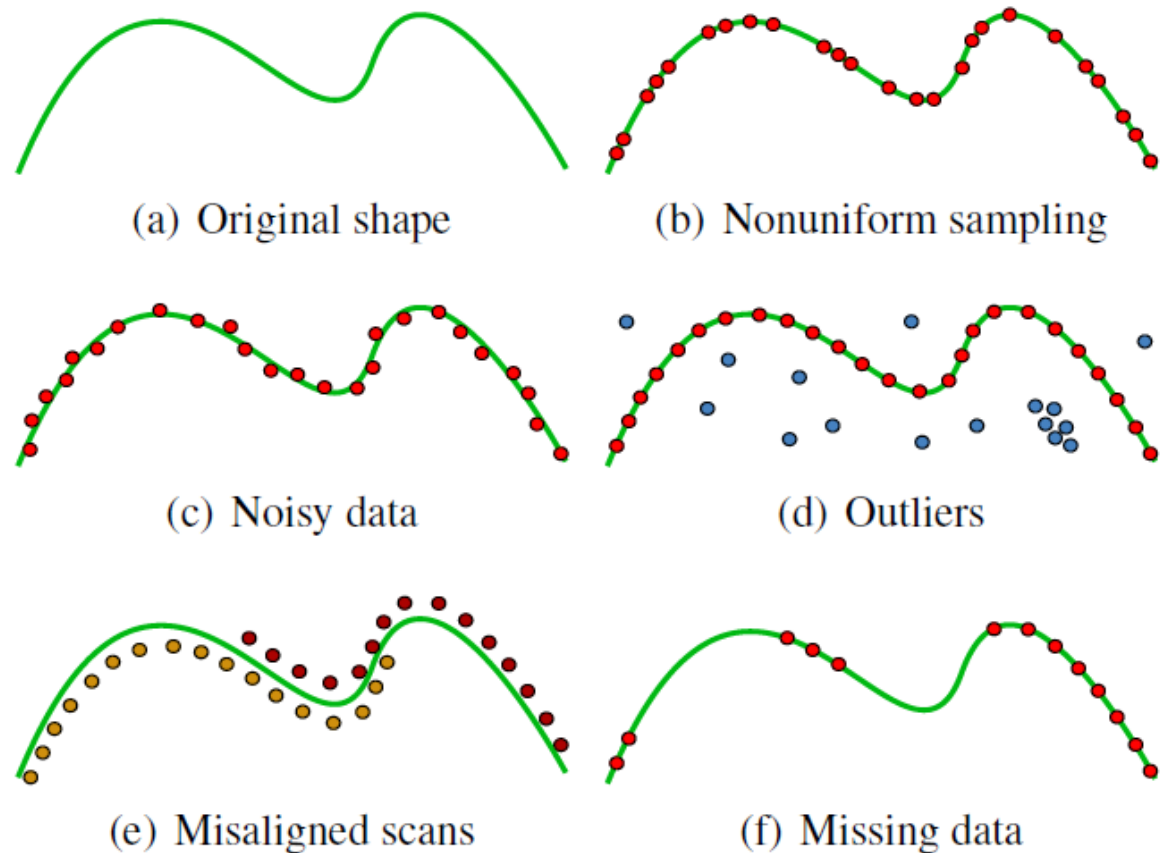 (a) Original shape
(b) Nonuniform sampling
(c) Noisy data
(d) Outliers
(e) Misaligned scans
(f) Missing data